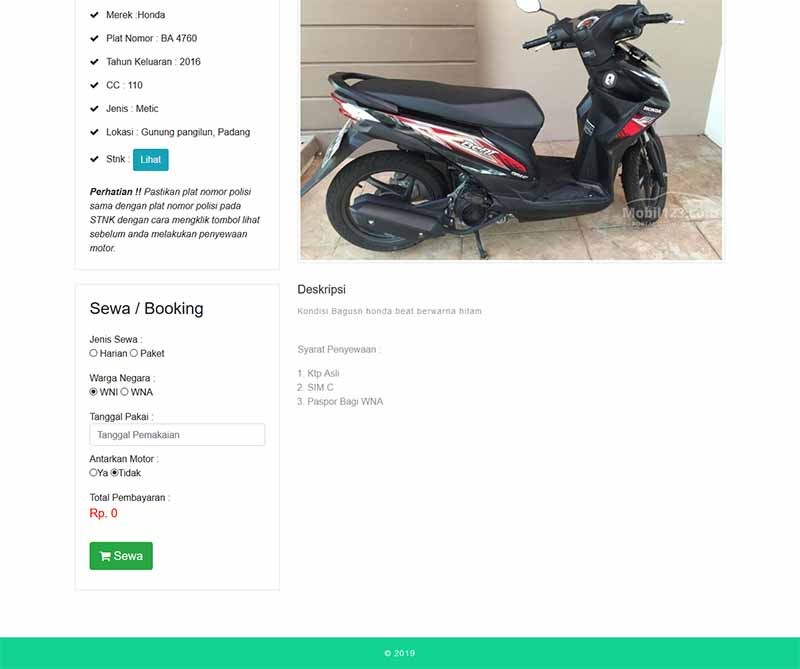 Merek :Honda
Plat Nomor : BA 4760
Tahun Keluaran : 2016
CC : 110
Jenis : Metic
Lokasi : Gunung pangilun, Padang
Stnk : Lihat
Perhatian !! Pastikan plat nomor polisi
sama dengan plat nomor polisi pada
STNK dengan cara mengklik tombol lihat
sebelum anda melakukan penyewaan
motor.
HONDA
BeAT
Mobil123.com
Sewa / Booking
Jenis Sewa :
Harian Paket
Warga Negara :
WNI WNA
Tanggal Pakai :
Tanggal Pemakaian
Antarkan Motor :
Ya Tidak
Total Pembayaran :
Rp. 0
Sewa
Deskripsi
Kondisi Bagusn honda beat berwarna hitam
Syarat Penyewaan :
1. Ktp Asli
2. SIM C
3. Paspor Bagi WNA
© 2019